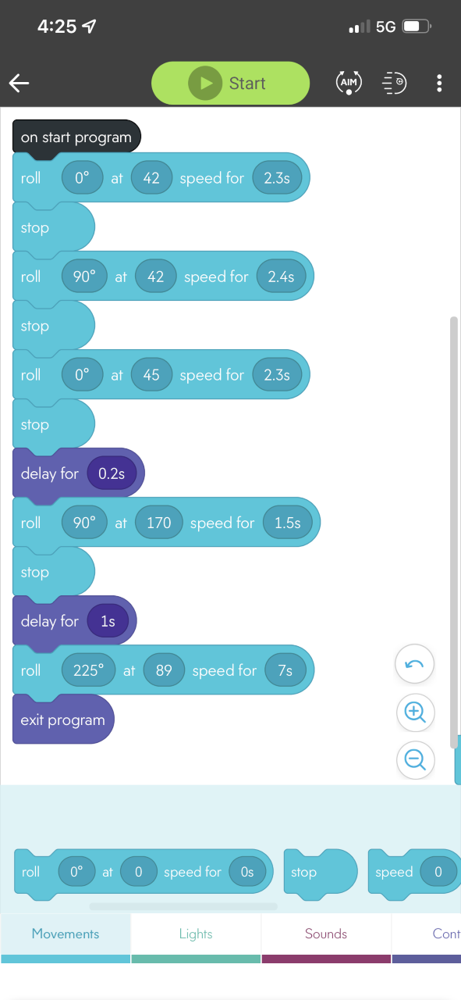 4:25 5G
Start AIM
on start program
roll 0° at 42 speed for 2.3s
stop
roll 90° at 42 speed for 2.4s
stop
roll 0° at 45 speed for 2.3s
stop
delay for 0.2s
roll 90° at 170 speed for 1.5s
stop
delay for 1s
roll 225° at 89 speed for 7s
exit program
roll 0° at 0 speed for 0s stop speed 0
Movements Lights Sounds Cont